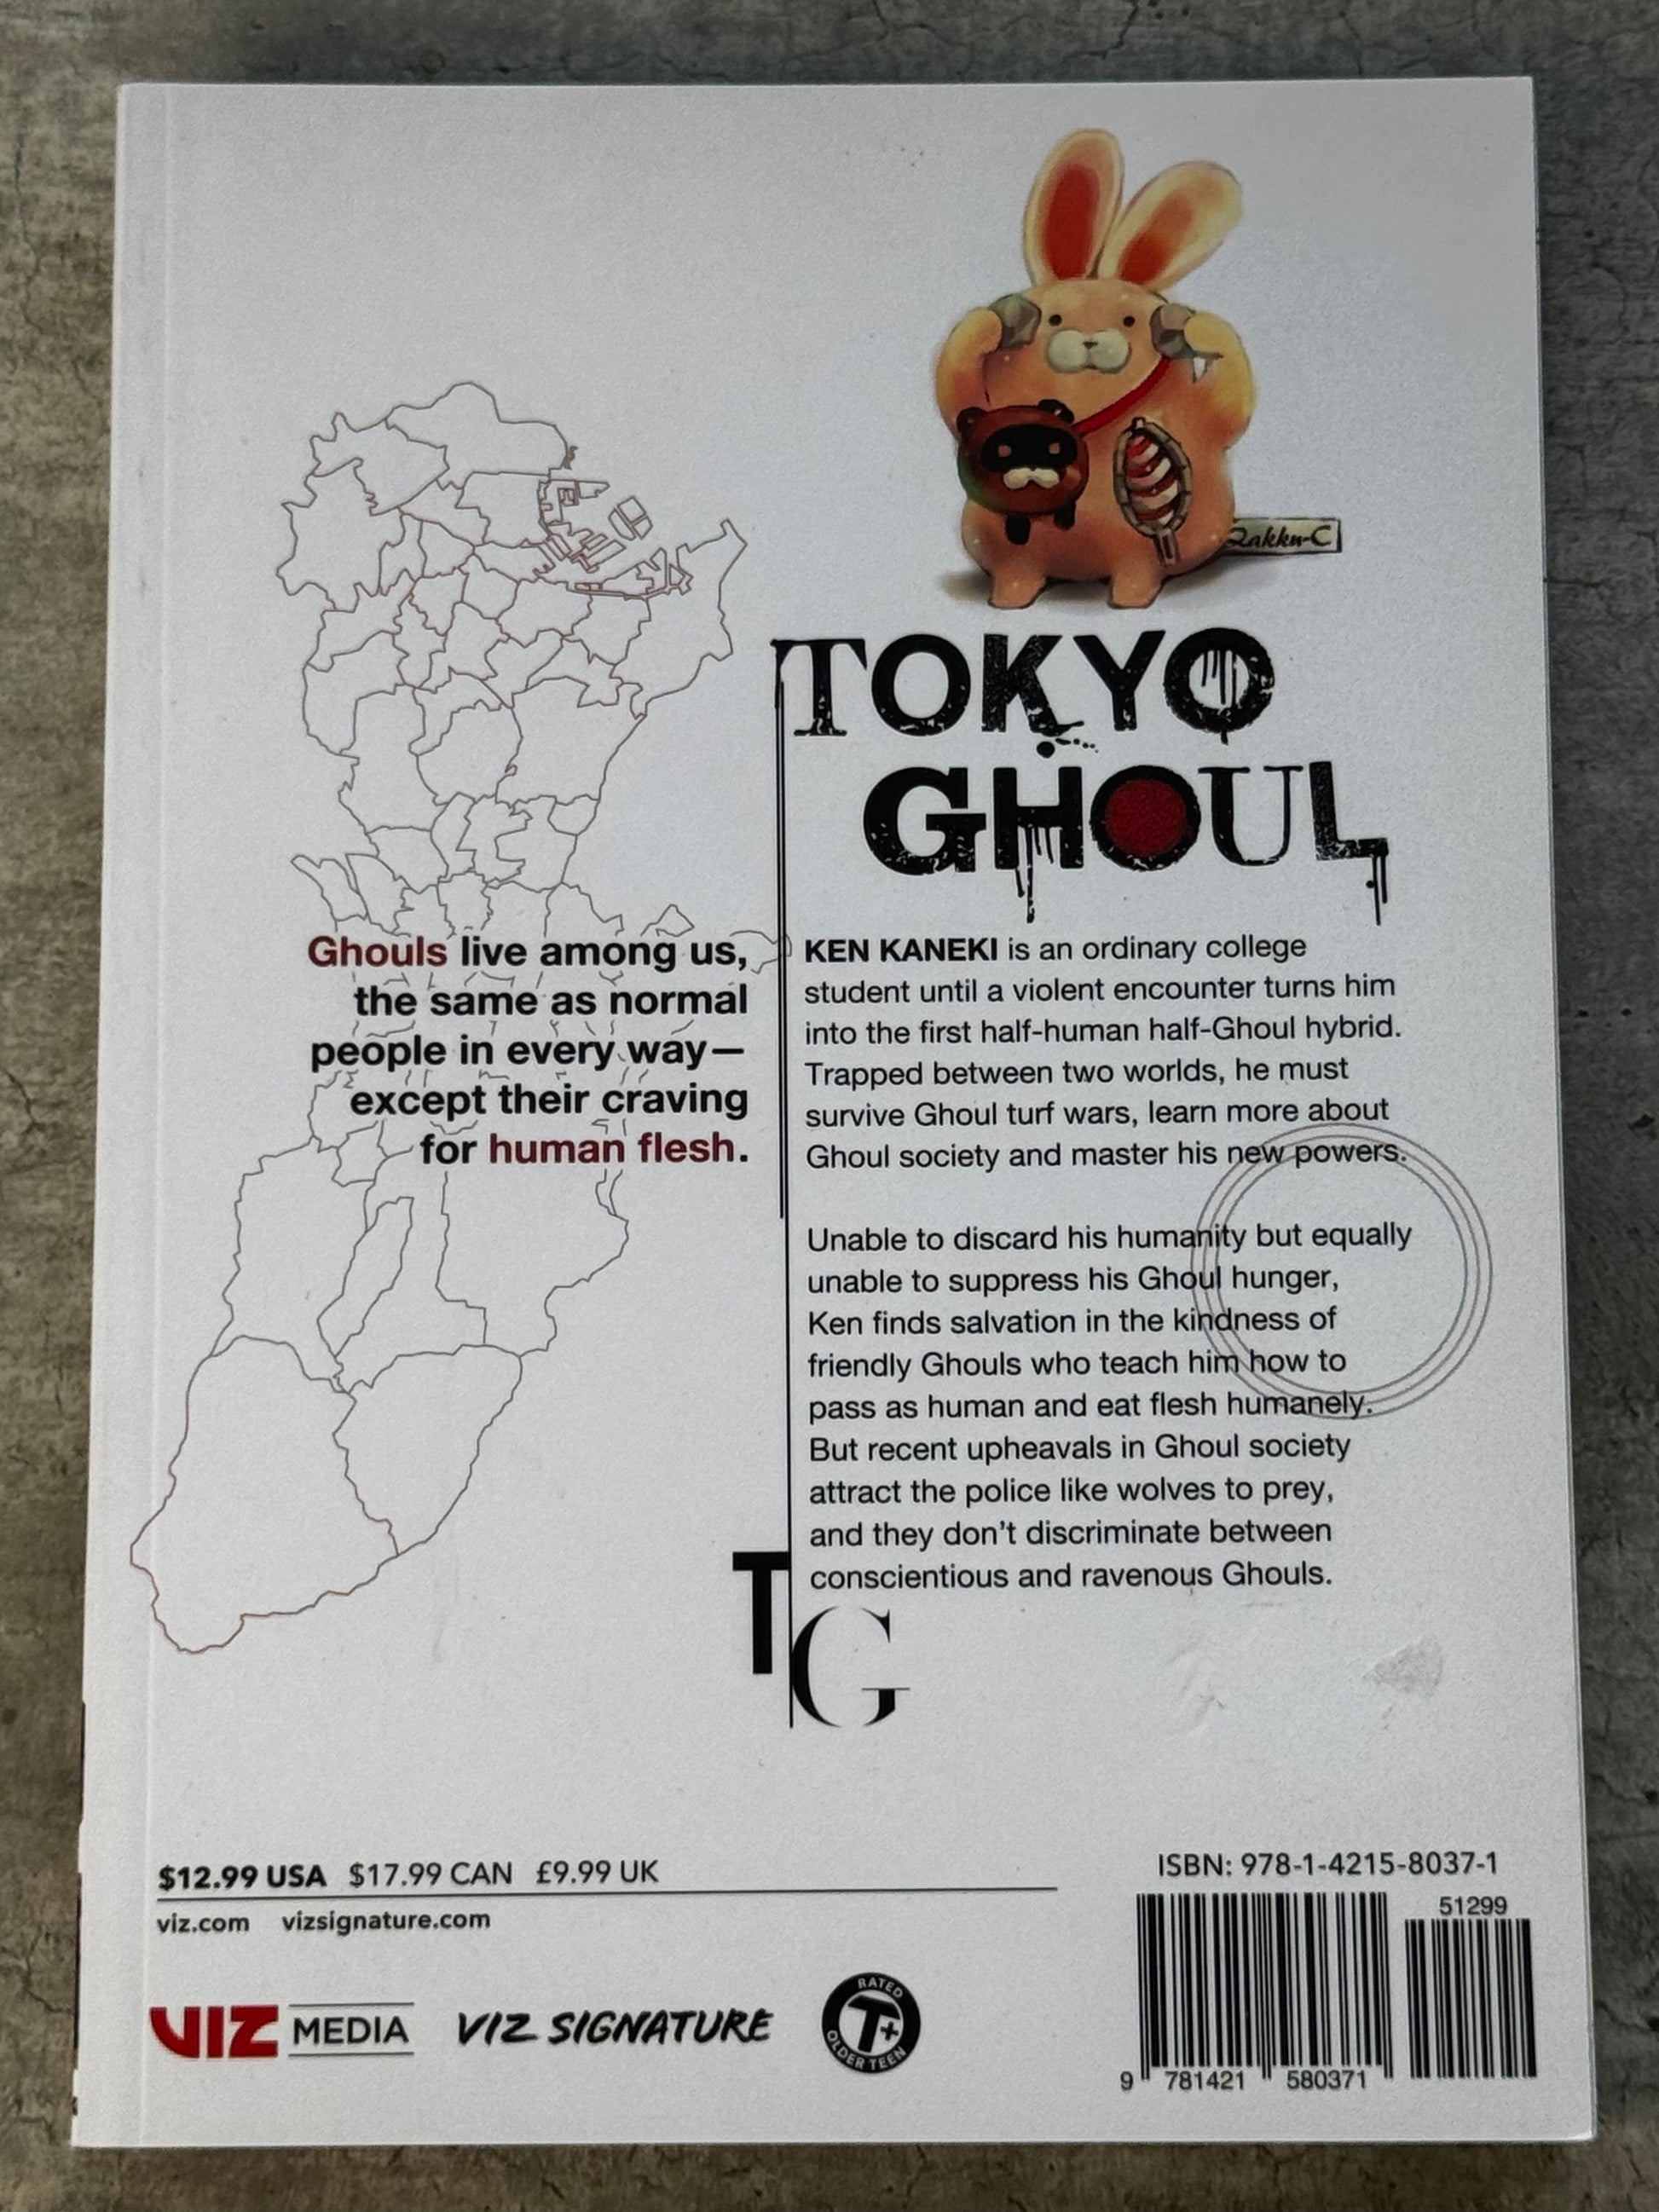 Zakku-C
TOKYO
GHOUL
Ghouls live among us,
the same as normal
people in every way—
except their craving
for human flesh.
KEN KANEKI is an ordinary college
student until a violent encounter turns him
into the first half-human half-Ghoul hybrid.
Trapped between two worlds, he must
survive Ghoul turf wars, learn more about
Ghoul society and master his new powers.
Unable to discard his humanity but equally
unable to suppress his Ghoul hunger,
Ken finds salvation in the kindness of
friendly Ghouls who teach him how to
pass as human and eat flesh humanely.
But recent upheavals in Ghoul society
attract the police like wolves to prey,
and they don't discriminate between
conscientious and ravenous Ghouls.
TG
$12.99 USA $17.99 CAN £9.99 UK
viz.com vizsignature.com
VIZ MEDIA
VIZ SIGNATURE
RATED
T+
OLDER TEEN
ISBN: 978-1-4215-8037-1
51299
9 781421 580371